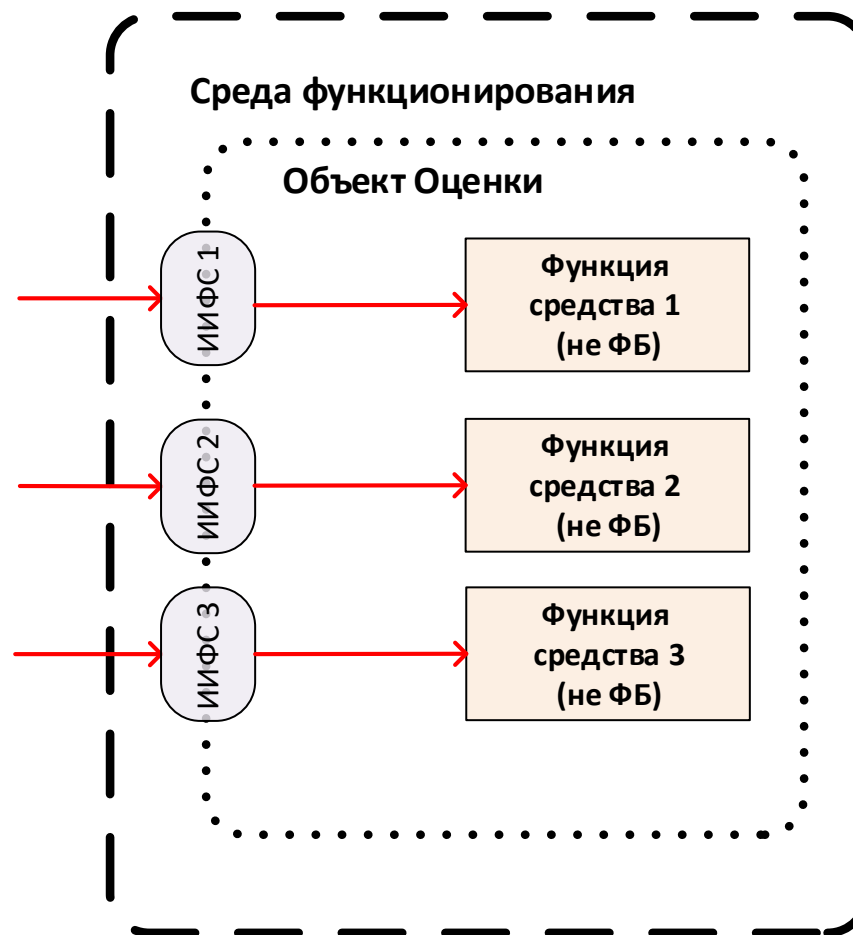 Среда функционирования
Объект Оценки
ИИФС 1
Функция
средства 1
(не ФБ)
ИИФС 2
Функция
средства 2
(не ФБ)
ИИФС 3
Функция
средства 3
(не ФБ)